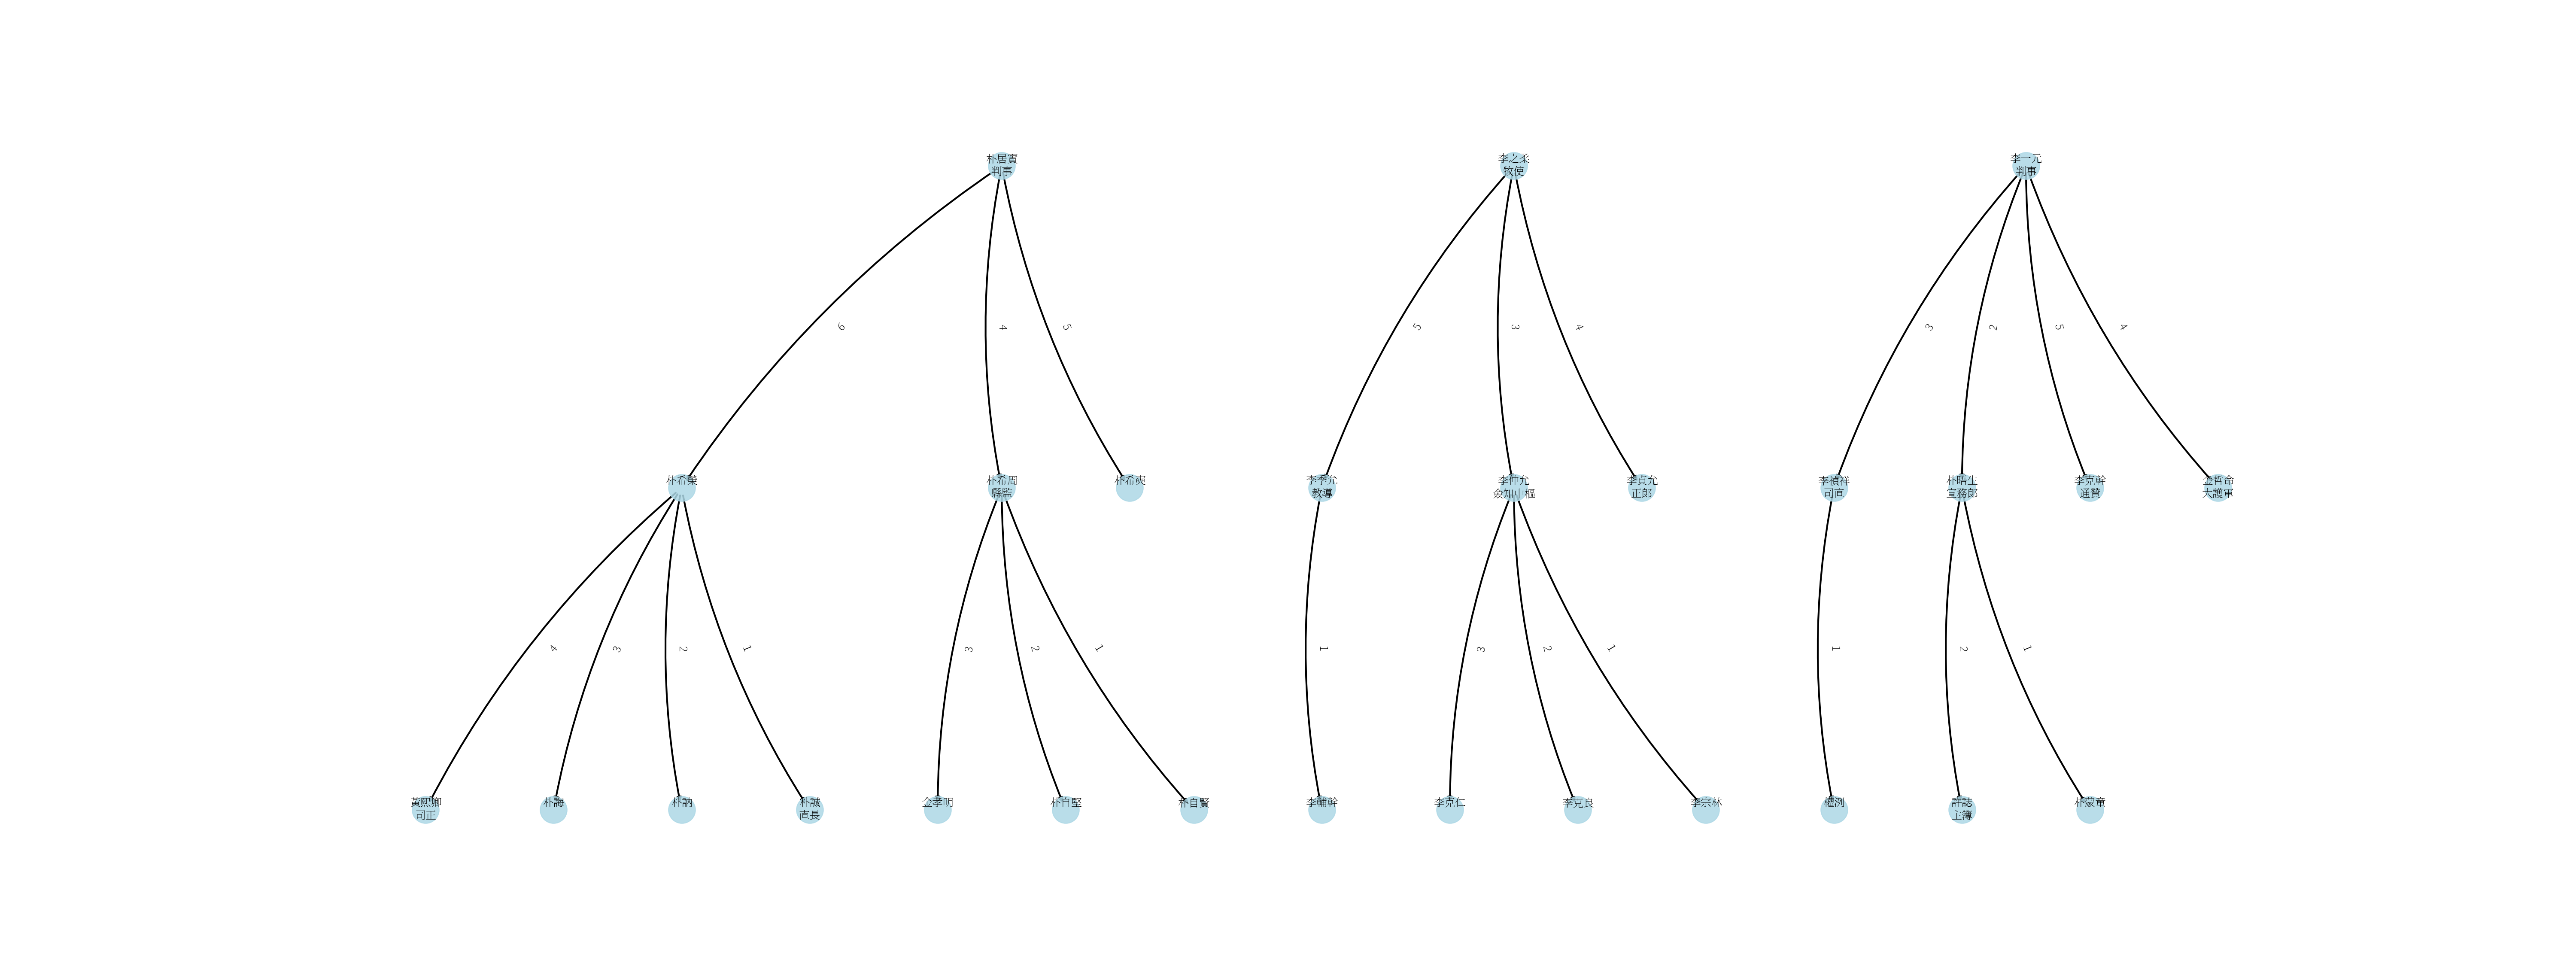 朴居實
判事
李之柔
牧使
李一元
判事
6
4
5
5
3
4
3
2
5
4
朴希榮
朴希周
縣監
朴希奭
李季允
教導
李仲允
僉知中樞
李貞允
正郎
李禎祥
司直
朴晤生
宣務郎
李克幹
通贊
金哲命
大護軍
4
3
2
1
3
2
1
1
3
2
1
1
2
1
黃熙卿
司正
朴誨
朴訥
朴誠
直長
金孝明
朴自堅
朴自賢
李輔幹
李克仁
李克良
李宗林
權洌
許誌
主簿
朴蒙童